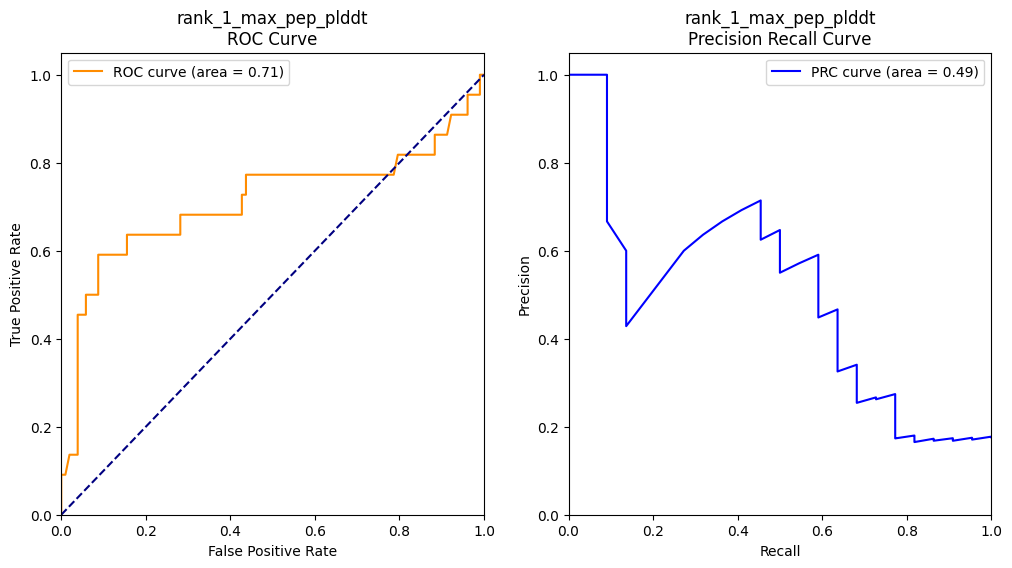 rank_1_max_pep_plddt
ROC Curve
ROC curve (area = 0.71)
True Positive Rate
1.0
0.8
0.6
0.4
0.2
0.0
0.0 0.2 0.4 0.6 0.8 1.0
False Positive Rate
rank_1_max_pep_plddt
Precision Recall Curve
PRC curve (area = 0.49)
Precision
1.0
0.8
0.6
0.4
0.2
0.0
0.0 0.2 0.4 0.6 0.8 1.0
Recall